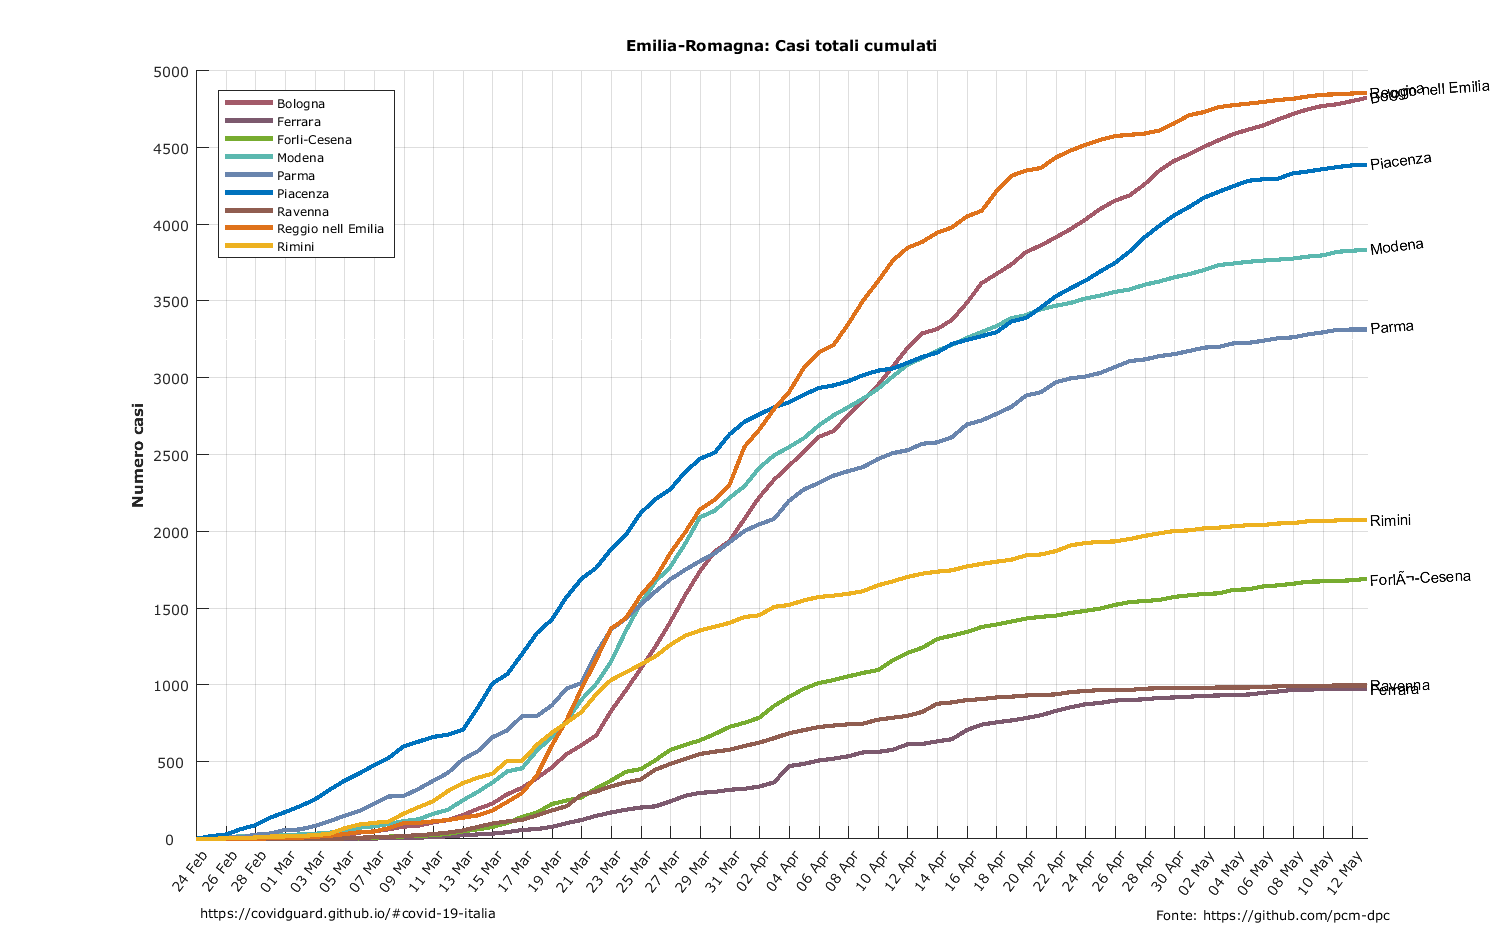 Emilia-Romagna: Casi totali cumulati
5000
4500
4000
3500
3000
2500
2000
1500
1000
500
0
Numero casi
Bologna
Ferrara
Forlì-Cesena
Modena
Parma
Piacenza
Ravenna
Reggio nell Emilia
Rimini
Reggio nell Emilia
Bologna
Piacenza
Modena
Parma
Rimini
ForlÃ¬-Cesena
Ravenna
Ferrara
24 Feb
26 Feb
28 Feb
01 Mar
03 Mar
05 Mar
07 Mar
09 Mar
11 Mar
13 Mar
15 Mar
17 Mar
19 Mar
21 Mar
23 Mar
25 Mar
27 Mar
29 Mar
31 Mar
02 Apr
04 Apr
06 Apr
08 Apr
10 Apr
12 Apr
14 Apr
16 Apr
18 Apr
20 Apr
22 Apr
24 Apr
26 Apr
28 Apr
30 Apr
02 May
04 May
06 May
08 May
10 May
12 May
https://covidguard.github.io/#covid-19-italia
Fonte: https://github.com/pcm-dpc